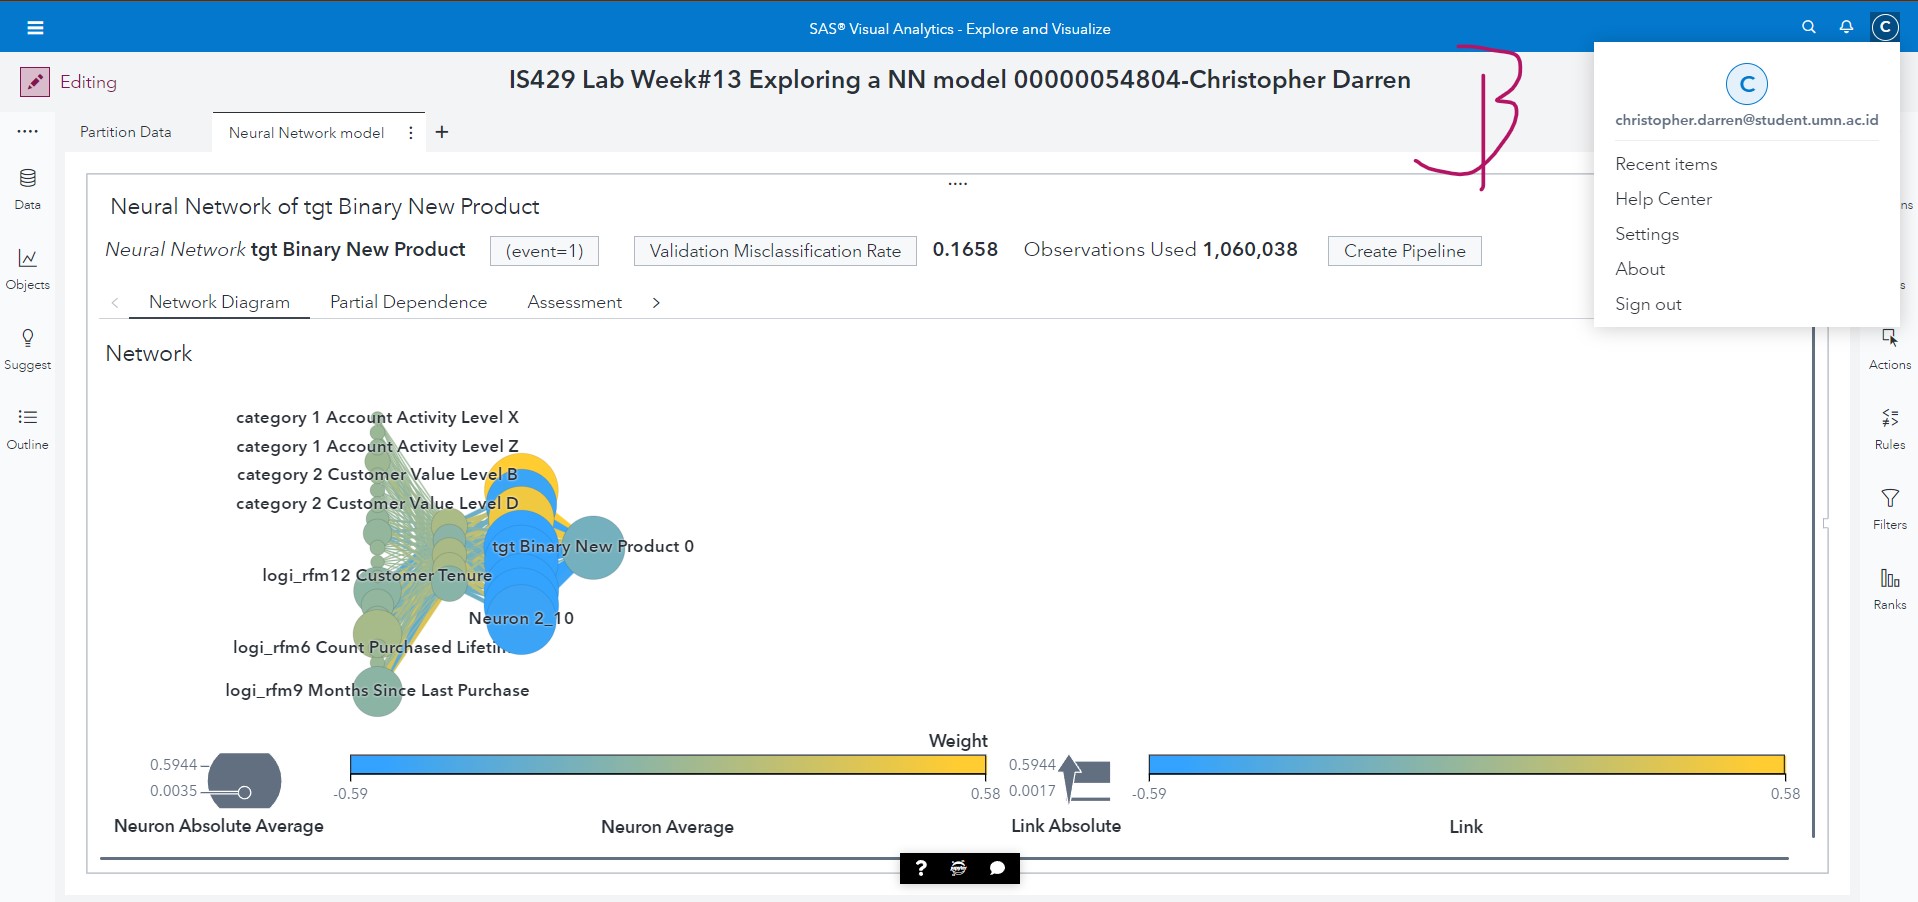 SAS® Visual Analytics - Explore and Visualize
C
Editing
IS429 Lab Week#13 Exploring a NN model 00000054804-Christopher Darren
B
C
christopher.darren@student.umn.ac.id
Recent items
Help Center
Settings
About
Sign out
Partition Data
Neural Network model
Data
Objects
Suggest
Outline
Neural Network of tgt Binary New Product
Neural Network tgt Binary New Product (event=1) Validation Misclassification Rate 0.1658 Observations Used 1,060,038 Create Pipeline
Network Diagram Partial Dependence Assessment
Network
category 1 Account Activity Level X
category 1 Account Activity Level Z
category 2 Customer Value Level B
category 2 Customer Value Level D
tgt Binary New Product 0
logi_rfm12 Customer Tenure
Neuron 2_10
logi_rfm6 Count Purchased Lifetim
logi_rfm9 Months Since Last Purchase
Weight
0.5944
0.0035
-0.59
0.58
0.5944
0.0017
-0.59
0.58
Neuron Absolute Average
Neuron Average
Link Absolute
Link
ns
s
Actions
Rules
Filters
Ranks